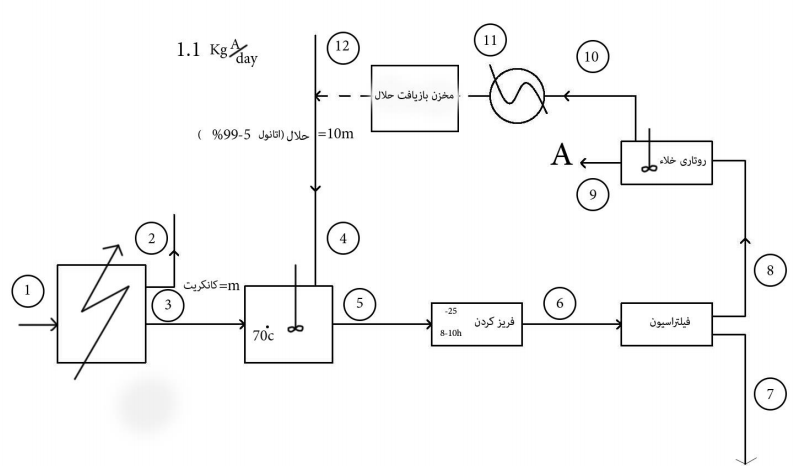 1.1 Kg A/day
12
11
10
مخزن بازیافت حلال
حلال(اتانول 5-99% ) =10m
A
روتاری خلاء
9
1
2
3
کانکریت=m
4
8
70°c
5
-25
8-10h
فریز کردن
6
فیلتراسیون
7